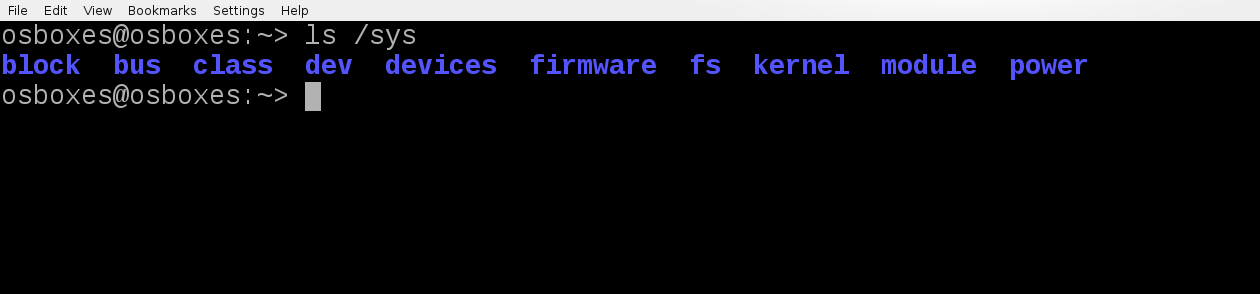 File Edit View Bookmarks Settings Help
osboxes@osboxes:~> ls /sys
block  bus  class  dev  devices  firmware  fs  kernel  module  power
osboxes@osboxes:~>